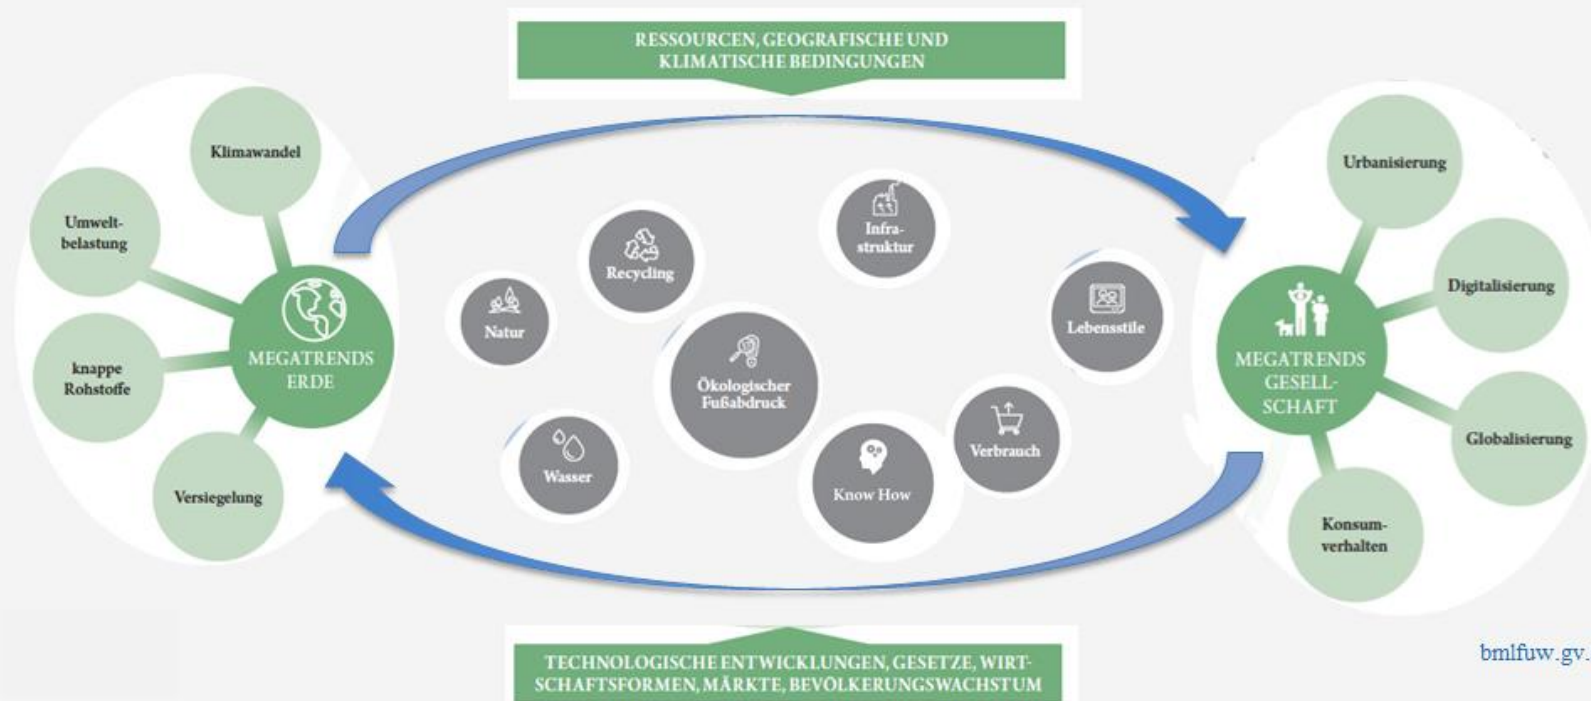 RESSOURCEN, GEOGRAFISCHE UND
KLIMATISCHE BEDINGUNGEN
Klimawandel
Umwelt-
belastung
knappe
Rohstoffe
Versiegelung
MEGATRENDS
ERDE
Natur
Recycling
Infra-
struktur
Lebensstile
Ökologischer
Fußabdruck
Wasser
Know How
Verbrauch
MEGATRENDS
GESELL-
SCHAFT
Urbanisierung
Digitalisierung
Globalisierung
Konsum-
verhalten
TECHNOLOGISCHE ENTWICKLUNGEN, GESETZE, WIRT-
SCHAFTSFORMEN, MÄRKTE, BEVÖLKERUNGSWACHSTUM
bmlfuw.gv.